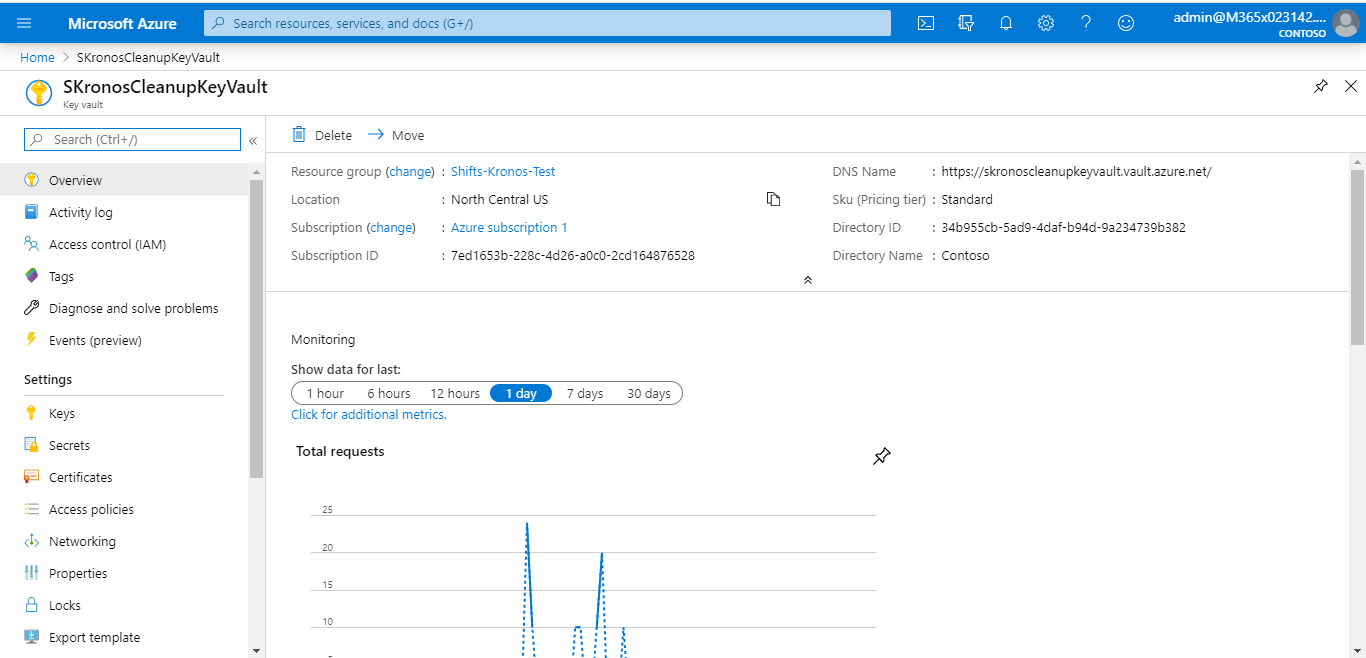 Microsoft Azure
Search resources, services, and docs (G+/)
admin@M365x023142....
CONTOSO
Home > SKronosCleanupKeyVault
SKronosCleanupKeyVault
Key vault
Search (Ctrl+/)
«
Delete
Move
Overview
Activity log
Access control (IAM)
Tags
Diagnose and solve problems
Events (preview)
Settings
Keys
Secrets
Certificates
Access policies
Networking
Properties
Locks
Export template
Resource group (change) : Shifts-Kronos-Test
Location : North Central US
Subscription (change) : Azure subscription 1
Subscription ID : 7ed1653b-228c-4d26-a0c0-2cd164876528
DNS Name : https://skronoscleanupkeyvault.vault.azure.net/
Sku (Pricing tier) : Standard
Directory ID : 34b955cb-5ad9-4daf-b94d-9a234739b382
Directory Name : Contoso
Monitoring
Show data for last:
1 hour 6 hours 12 hours 1 day 7 days 30 days
Click for additional metrics.
Total requests
25
20
15
10